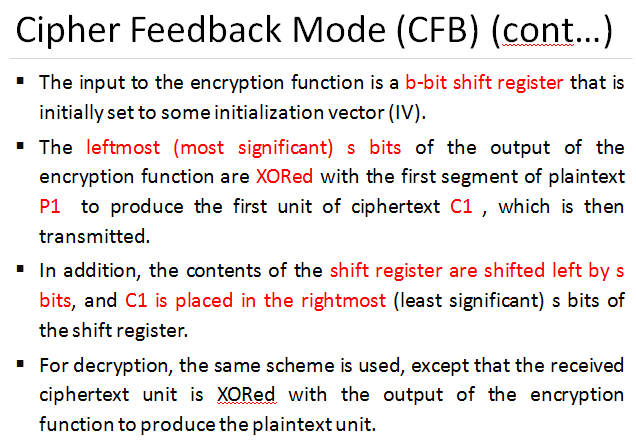 Cipher Feedback Mode (CFB) (cont...)
▪ The input to the encryption function is a b-bit shift register that is
initially set to some initialization vector (IV).
▪ The leftmost (most significant) s bits of the output of the
encryption function are XORed with the first segment of plaintext
P1 to produce the first unit of ciphertext C1 , which is then
transmitted.
▪ In addition, the contents of the shift register are shifted left by s
bits, and C1 is placed in the rightmost (least significant) s bits of
the shift register.
▪ For decryption, the same scheme is used, except that the received
ciphertext unit is XORed with the output of the encryption
function to produce the plaintext unit.